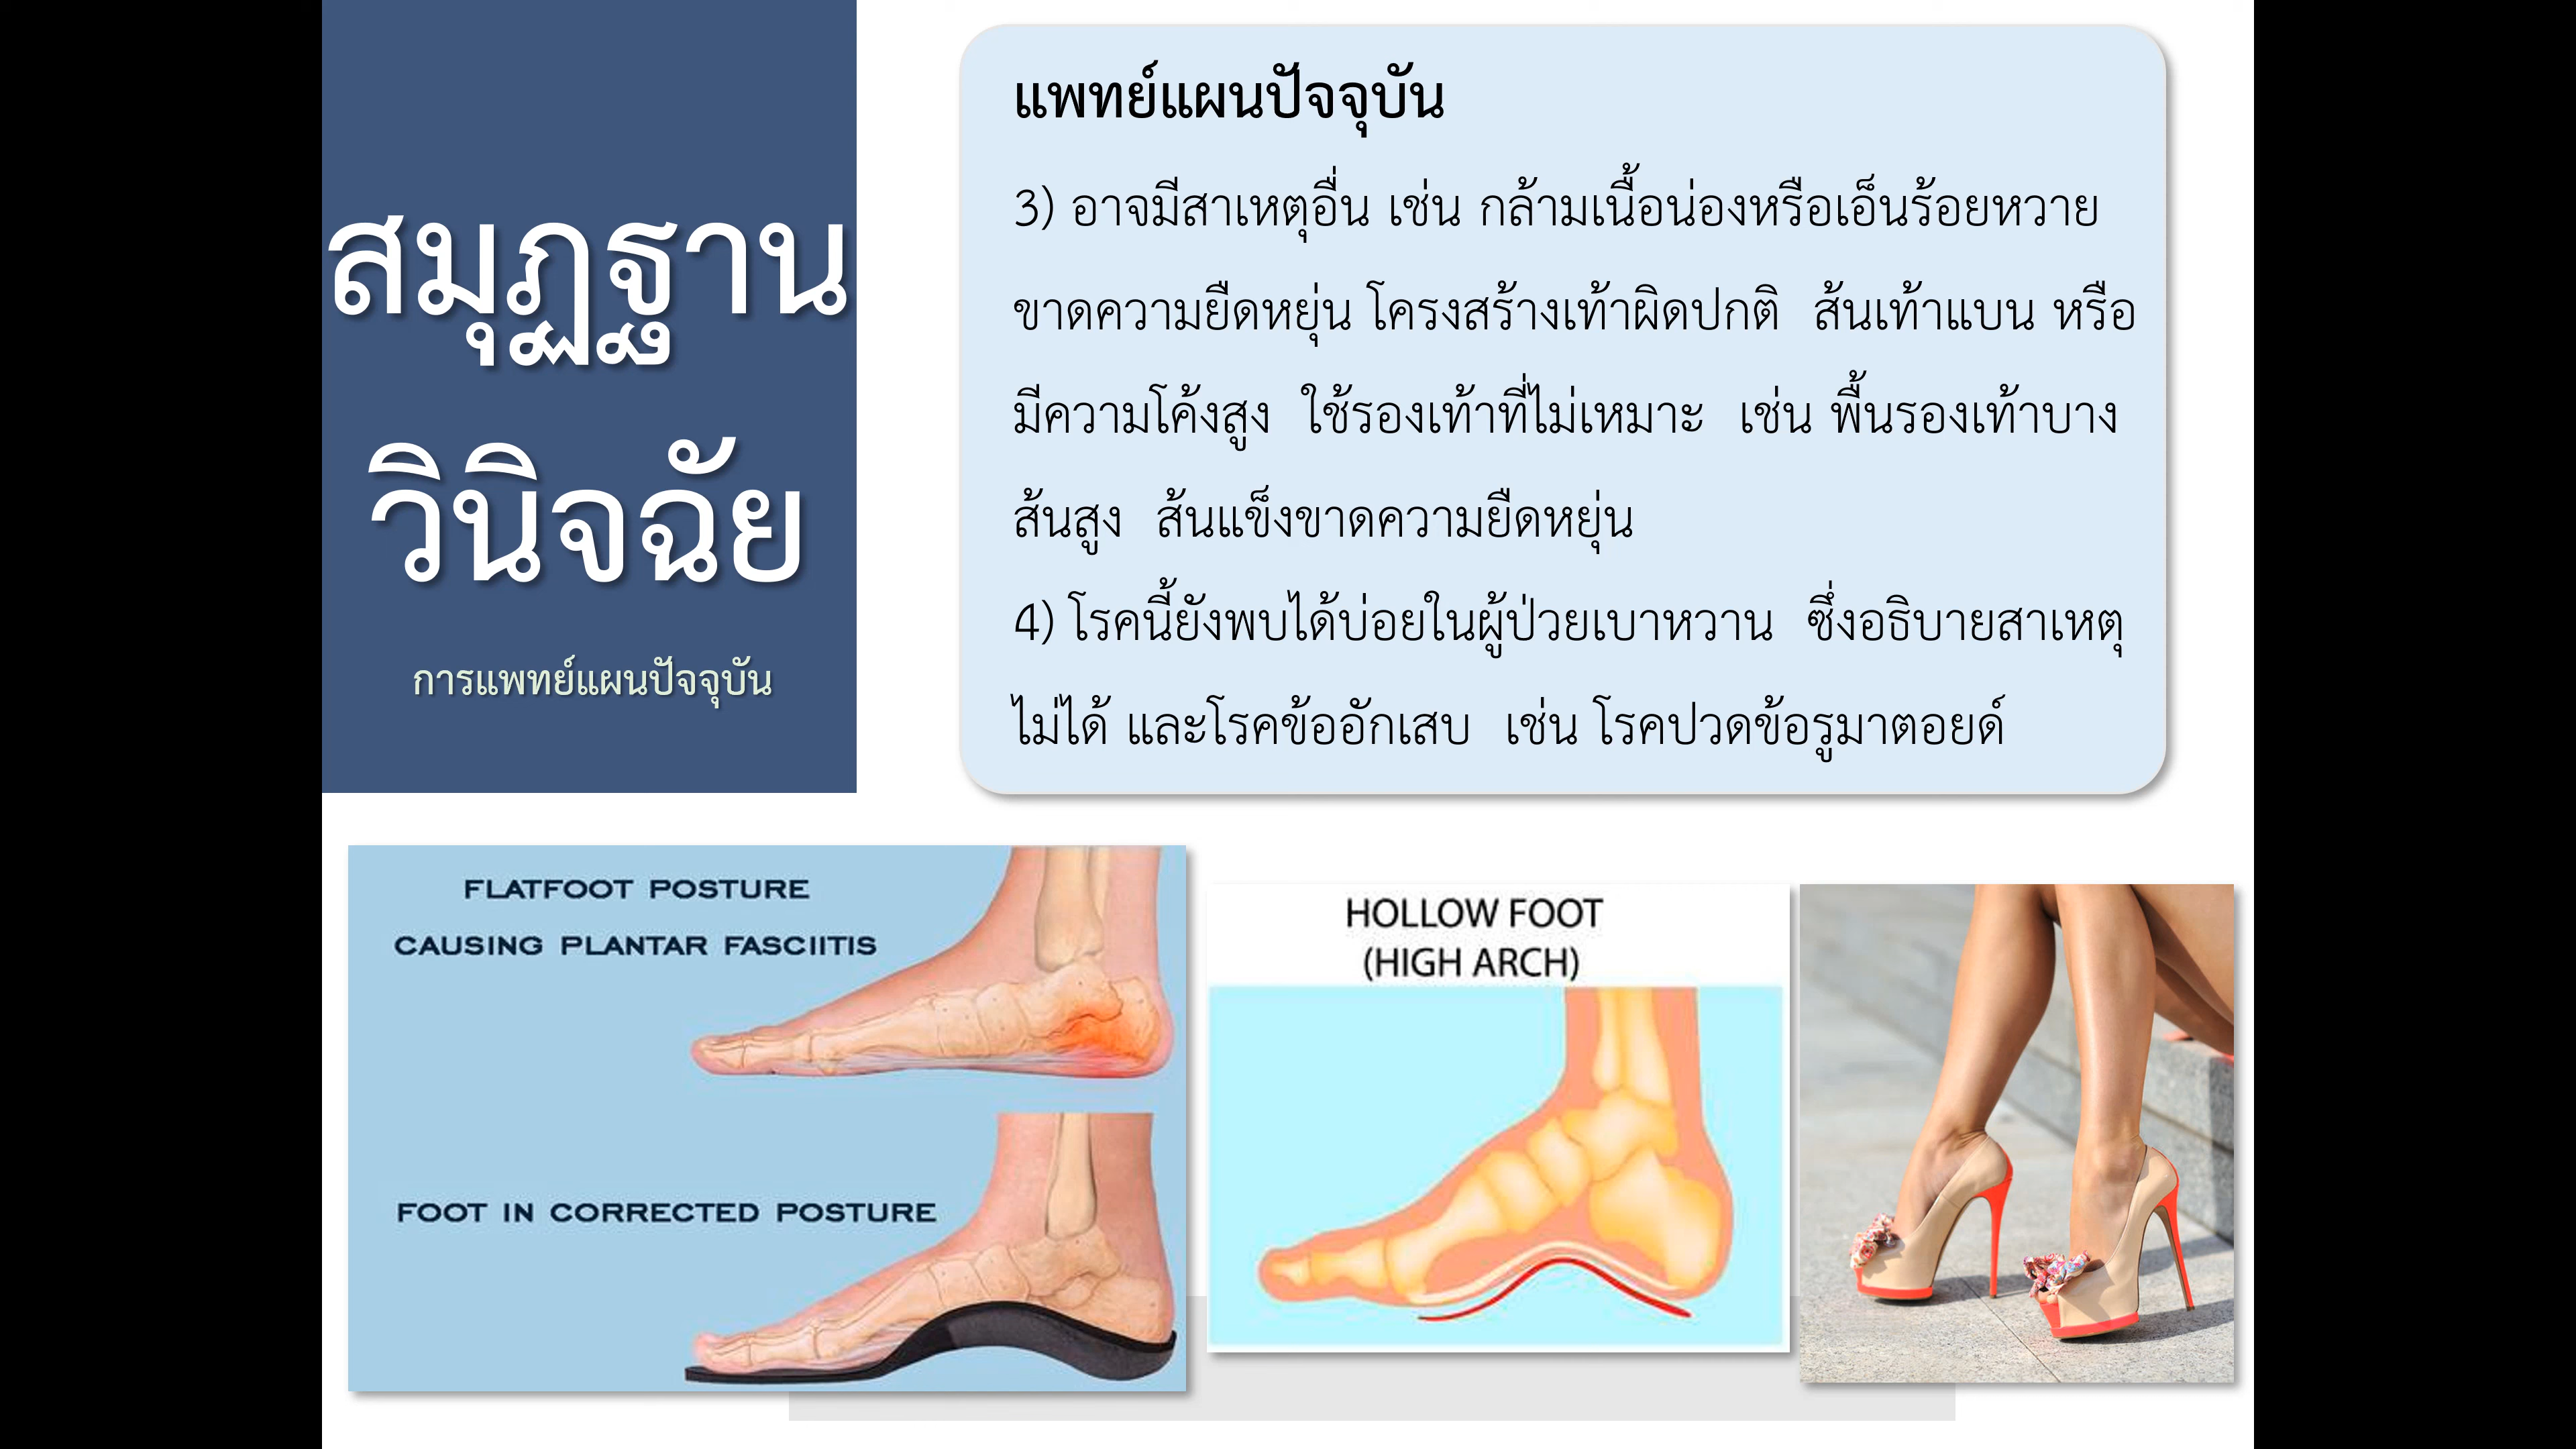 สมุฏฐาน
วินิจฉัย
การแพทย์แผนปัจจุบัน
แพทย์แผนปัจจุบัน
3) อาจมีสาเหตุอื่น เช่น กล้ามเนื้อน่องหรือเอ็นร้อยหวาย
ขาดความยืดหยุ่น โครงสร้างเท้าผิดปกติ ส้นเท้าแบน หรือ
มีความโค้งสูง ใช้รองเท้าที่ไม่เหมาะ เช่น พื้นรองเท้าบาง
ส้นสูง ส้นแข็งขาดความยืดหยุ่น
4) โรคนี้ยังพบได้บ่อยในผู้ป่วยเบาหวาน ซึ่งอธิบายสาเหตุ
ไม่ได้ และโรคข้ออักเสบ เช่น โรคปวดข้อรูมาตอยด์
FLATFOOT POSTURE
CAUSING PLANTAR FASCIITIS
FOOT IN CORRECTED POSTURE
HOLLOW FOOT
(HIGH ARCH)